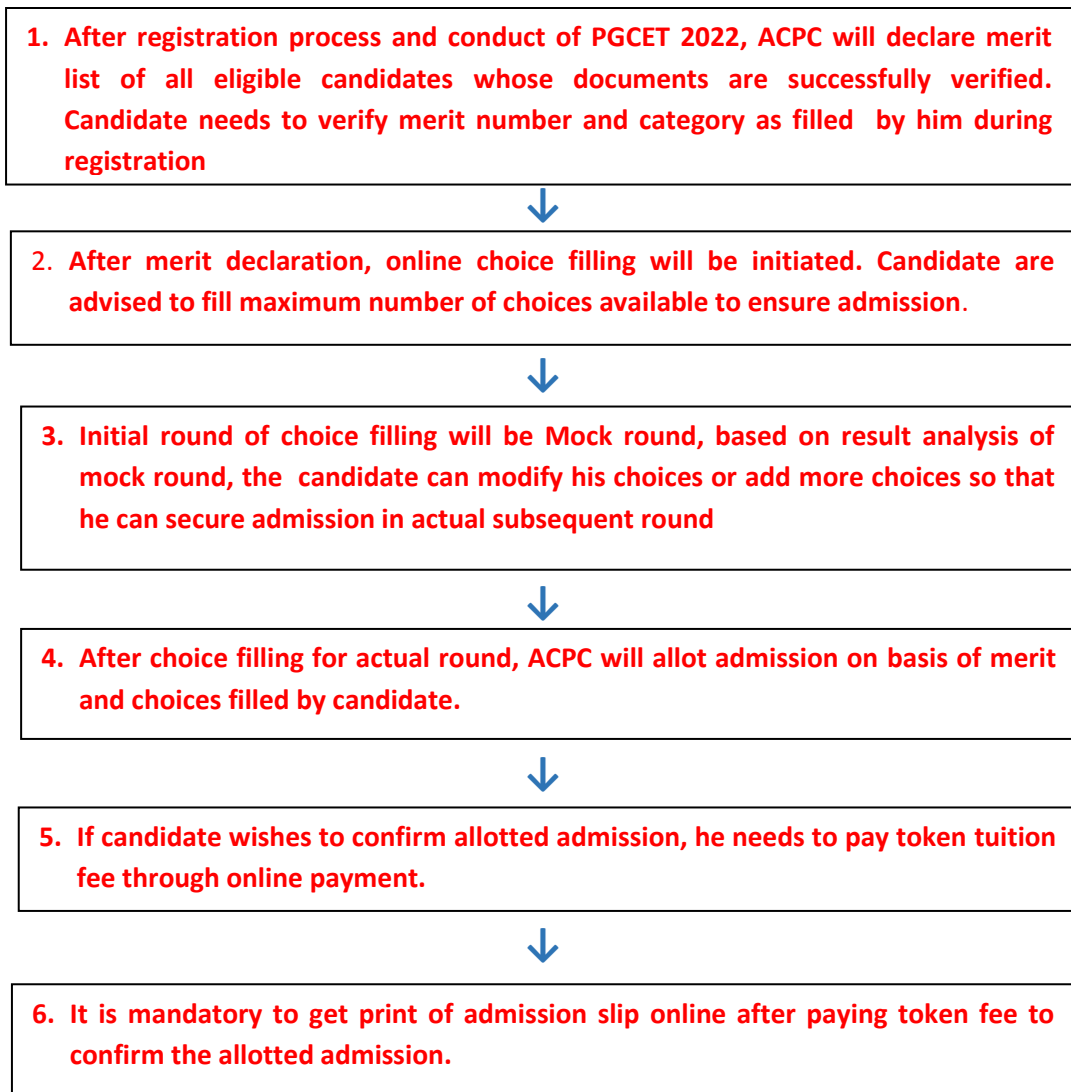 1. After registration process and conduct of PGCET 2022, ACPC will declare merit
list of all eligible candidates whose documents are successfully verified.
Candidate needs to verify merit number and category as filled by him during
registration
2. After merit declaration, online choice filling will be initiated. Candidate are
advised to fill maximum number of choices available to ensure admission.
3. Initial round of choice filling will be Mock round, based on result analysis of
mock round, the candidate can modify his choices or add more choices so that
he can secure admission in actual subsequent round
4. After choice filling for actual round, ACPC will allot admission on basis of merit
and choices filled by candidate.
5. If candidate wishes to confirm allotted admission, he needs to pay token tuition
fee through online payment.
6. It is mandatory to get print of admission slip online after paying token fee to
confirm the allotted admission.